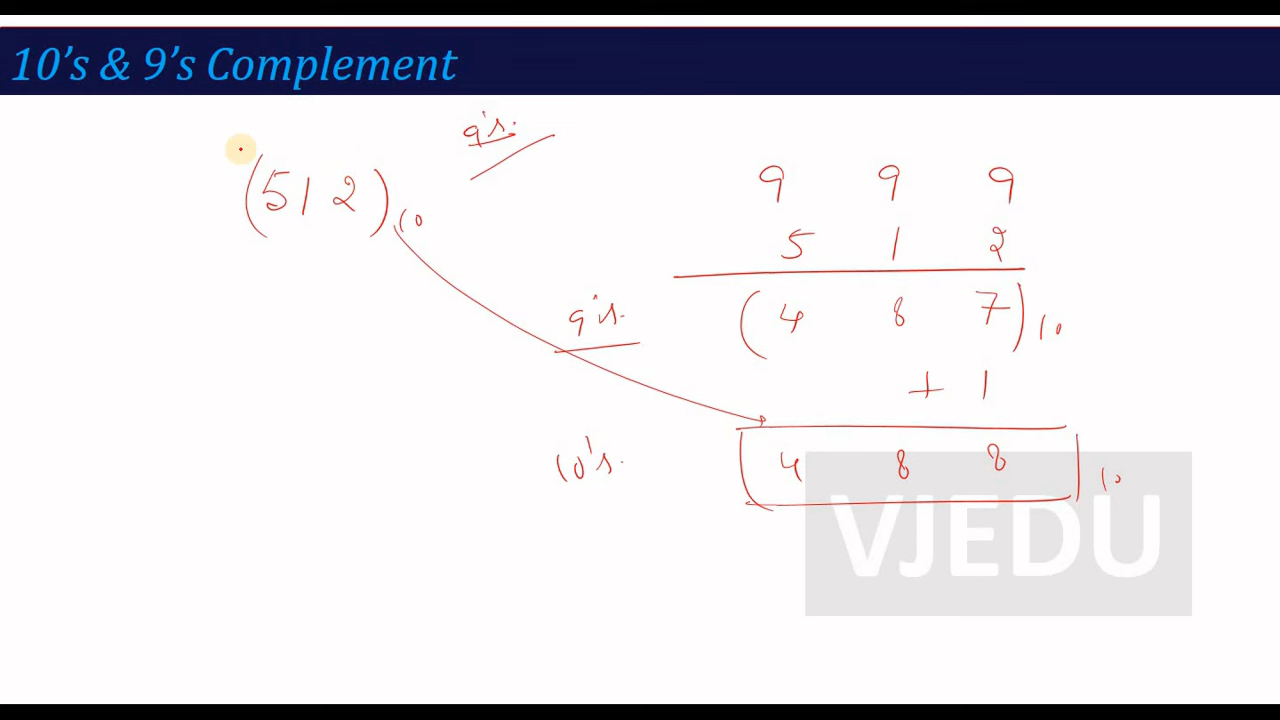 10's & 9's Complement
9's.
(512)10
9 9 9
5 1 2
9's. (4 8 7)10
+ 1
10's. (4 8 8)10
VJEDU